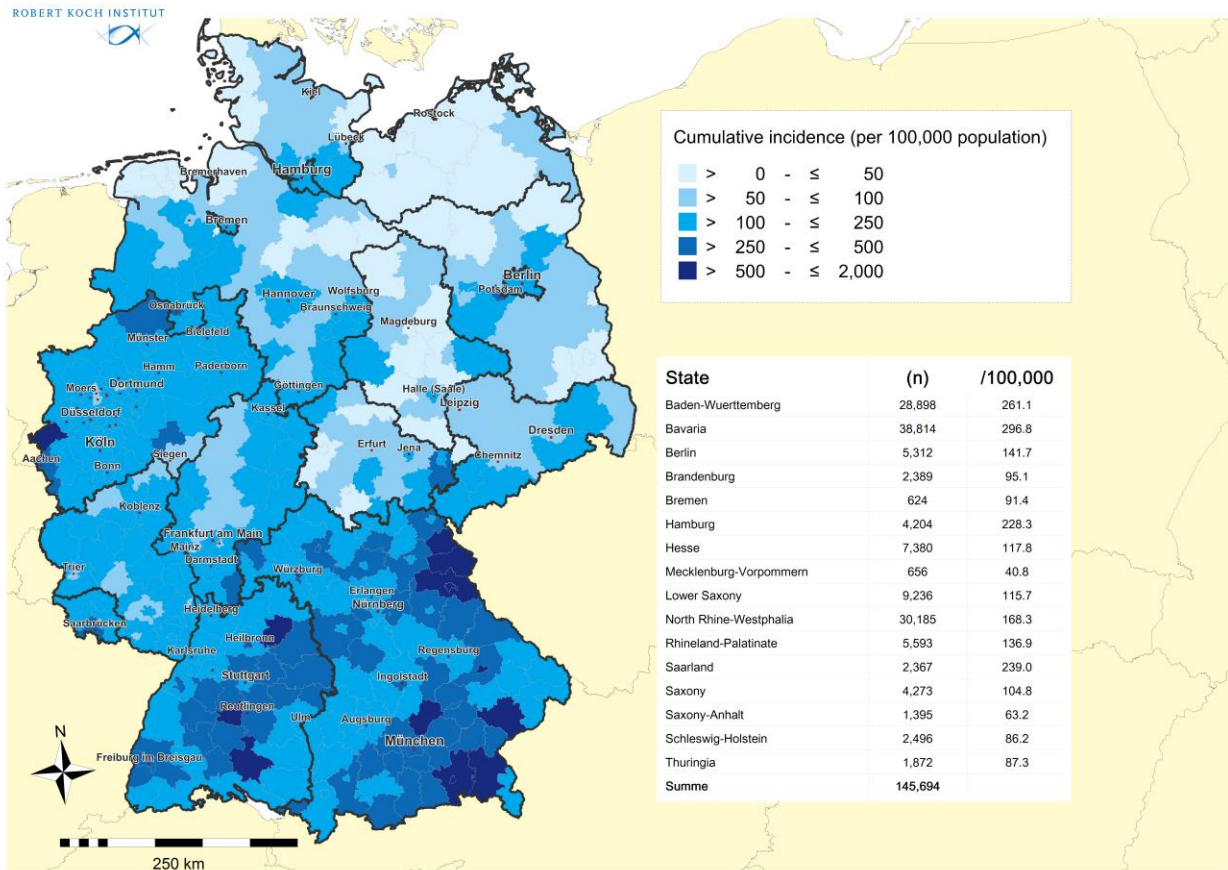 ROBERT KOCH INSTITUT
Kiel
Rostock
Lübeck
Hamburg
Bremerhaven
Bremen
Berlin
Potsdam
Hannover
Wolfsburg
Braunschweig
Osnabrück
Magdeburg
Münster
Bielefeld
Hamm
Paderborn
Moers
Dortmund
Göttingen
Halle (Saale)
Leipzig
Düsseldorf
Kassel
Dresden
Köln
Erfurt
Jena
Chemnitz
Aachen
Siegen
Bonn
Koblenz
Frankfurt am Main
Mainz
Darmstadt
Würzburg
Trier
Erlangen
Nürnberg
Heidelberg
Saarbrücken
Heilbronn
Karlsruhe
Regensburg
Stuttgart
Ingolstadt
Reutlingen
Ulm
Augsburg
München
Freiburg im Breisgau
N
250 km
Cumulative incidence (per 100,000 population)
> 0 - ≤ 50
> 50 - ≤ 100
> 100 - ≤ 250
> 250 - ≤ 500
> 500 - ≤ 2,000
State (n) /100,000
Baden-Wuerttemberg 28,898 261.1
Bavaria 38,814 296.8
Berlin 5,312 141.7
Brandenburg 2,389 95.1
Bremen 624 91.4
Hamburg 4,204 228.3
Hesse 7,380 117.8
Mecklenburg-Vorpommern 656 40.8
Lower Saxony 9,236 115.7
North Rhine-Westphalia 30,185 168.3
Rhineland-Palatinate 5,593 136.9
Saarland 2,367 239.0
Saxony 4,273 104.8
Saxony-Anhalt 1,395 63.2
Schleswig-Holstein 2,496 86.2
Thuringia 1,872 87.3
Summe 145,694